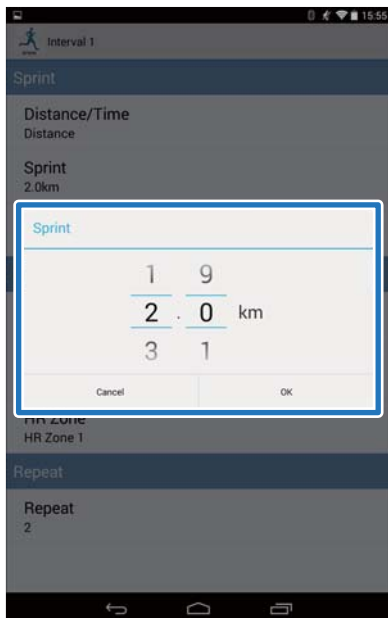 15:55
Interval 1
Sprint
Distance/Time
Distance
Sprint
2.0km
Sprint
1 9
2 . 0 km
3 1
Cancel OK
HR Zone
HR Zone 1
Repeat
Repeat
2